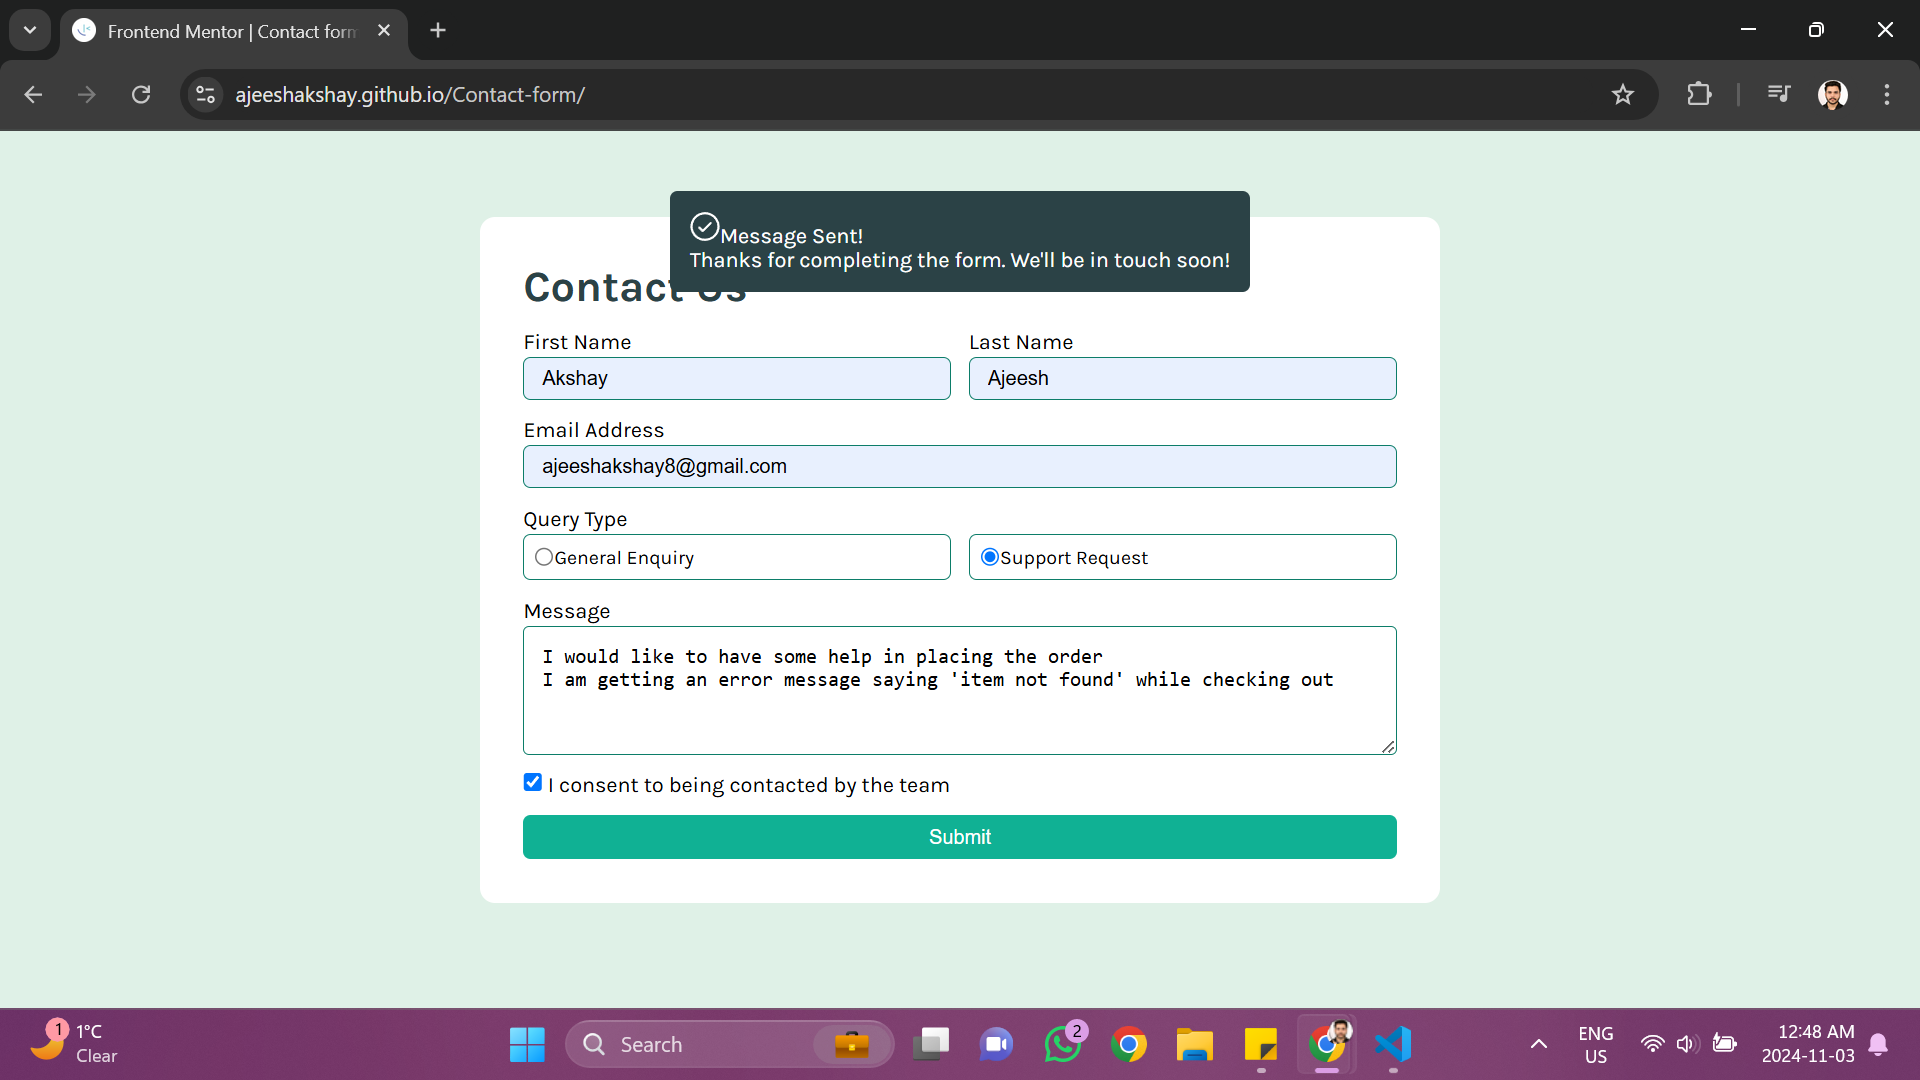 Frontend Mentor | Contact form
ajeeshakshay.github.io/Contact-form/
Message Sent!
Thanks for completing the form. We'll be in touch soon!
Contact Us
First Name
Last Name
Akshay
Ajeesh
Email Address
ajeeshakshay8@gmail.com
Query Type
General Enquiry
Support Request
Message
I would like to have some help in placing the order
I am getting an error message saying 'item not found' while checking out
I consent to being contacted by the team
Submit
1
1°C
Clear
Search
2
ENG
US
12:48 AM
2024-11-03